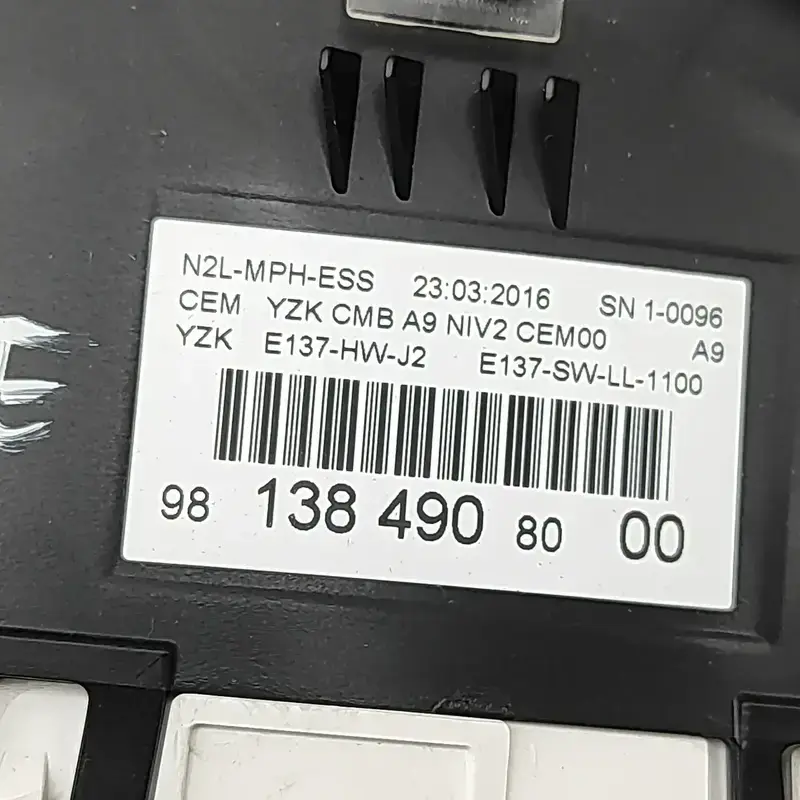 N2L-MPH-ESS 23:03:2016 SN 1-0096
CEM YZK CMB A9 NIV2 CEM00 A9
YZK E137-HW-J2 E137-SW-LL-1100
98 138 490 80 00